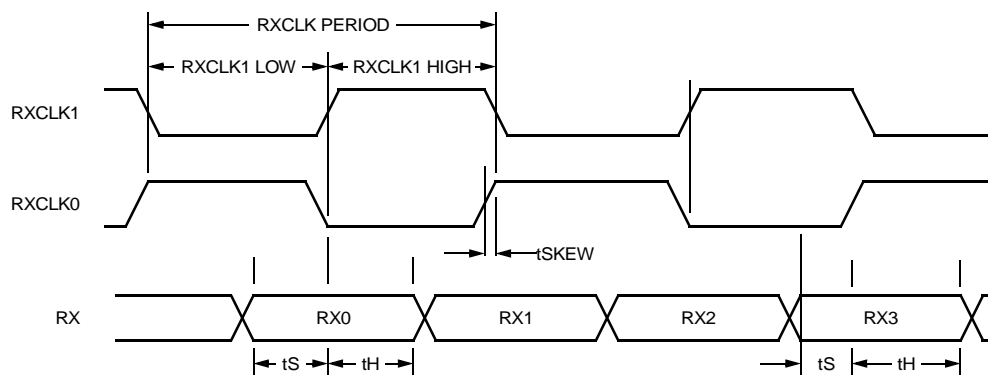 RXCLK PERIOD
RXCLK1 LOW
RXCLK1 HIGH
RXCLK1
RXCLK0
tSKEW
RX
RX0
RX1
RX2
RX3
tS
tH
tS
tH